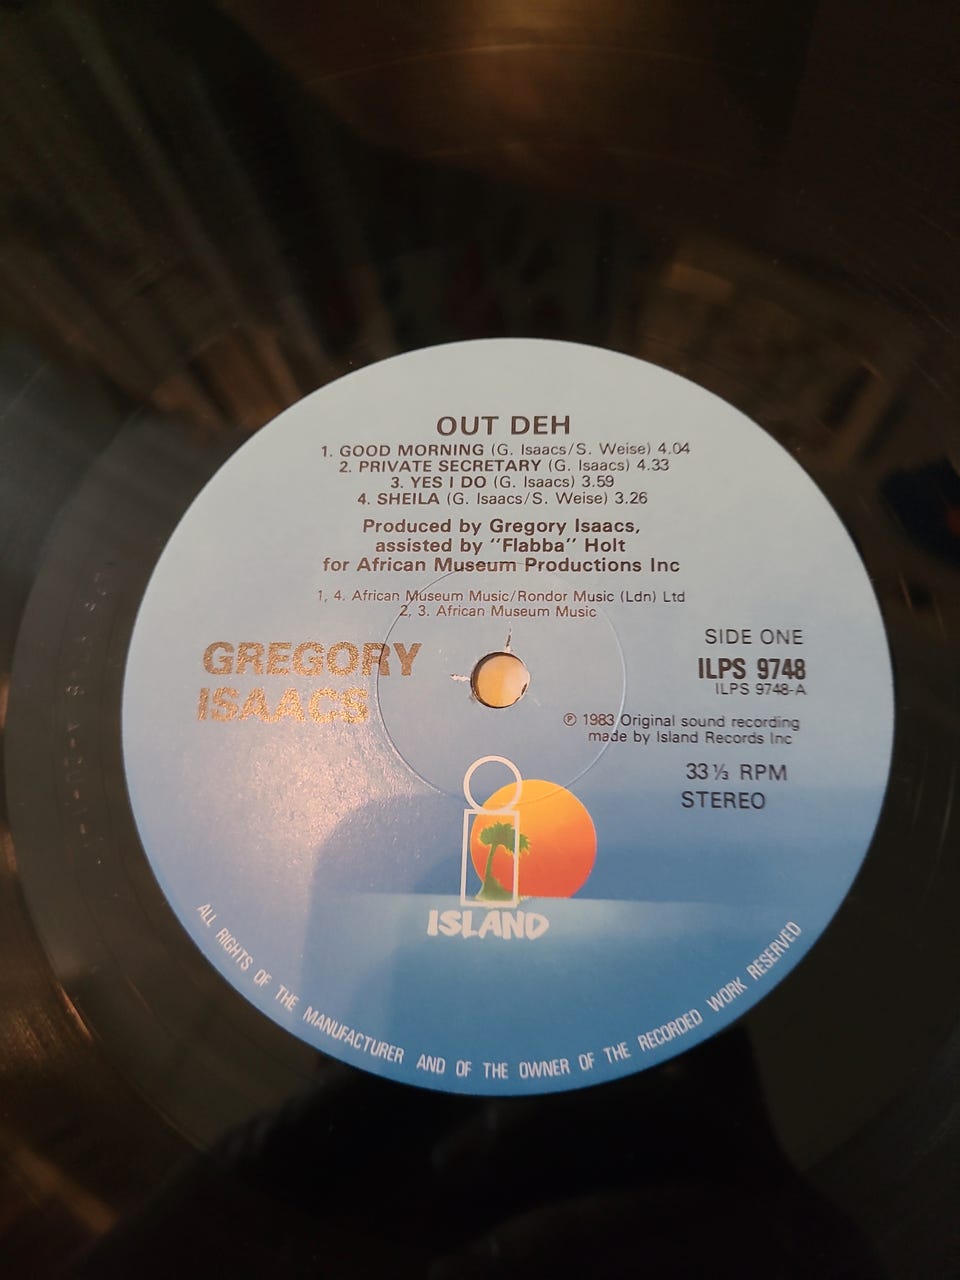 OUT DEH
1. GOOD MORNING (G. Isaacs/S. Weise) 4.04
2. PRIVATE SECRETARY (G. Isaacs) 4.33
3. YES I DO (G. Isaacs) 3.59
4. SHEILA (G. Isaacs/S. Weise) 3.26
Produced by Gregory Isaacs,
assisted by "Flabba" Holt
for African Museum Productions Inc
1, 4. African Museum Music/Rondor Music (Ldn) Ltd
2, 3. African Museum Music
GREGORY
ISAACS
SIDE ONE
ILPS 9748
ILPS 9748-A
℗ 1983 Original sound recording
made by Island Records Inc
33⅓ RPM
STEREO
ISLAND
ALL RIGHTS OF THE MANUFACTURER AND OF THE OWNER OF THE RECORDED WORK RESERVED